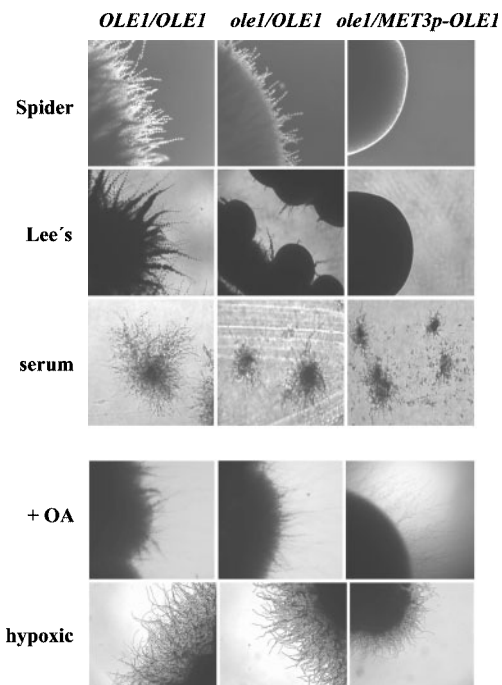 OLE1/OLE1 ole1/OLE1 ole1/MET3p-OLE1
Spider
Lee´s
serum
+ OA
hypoxic